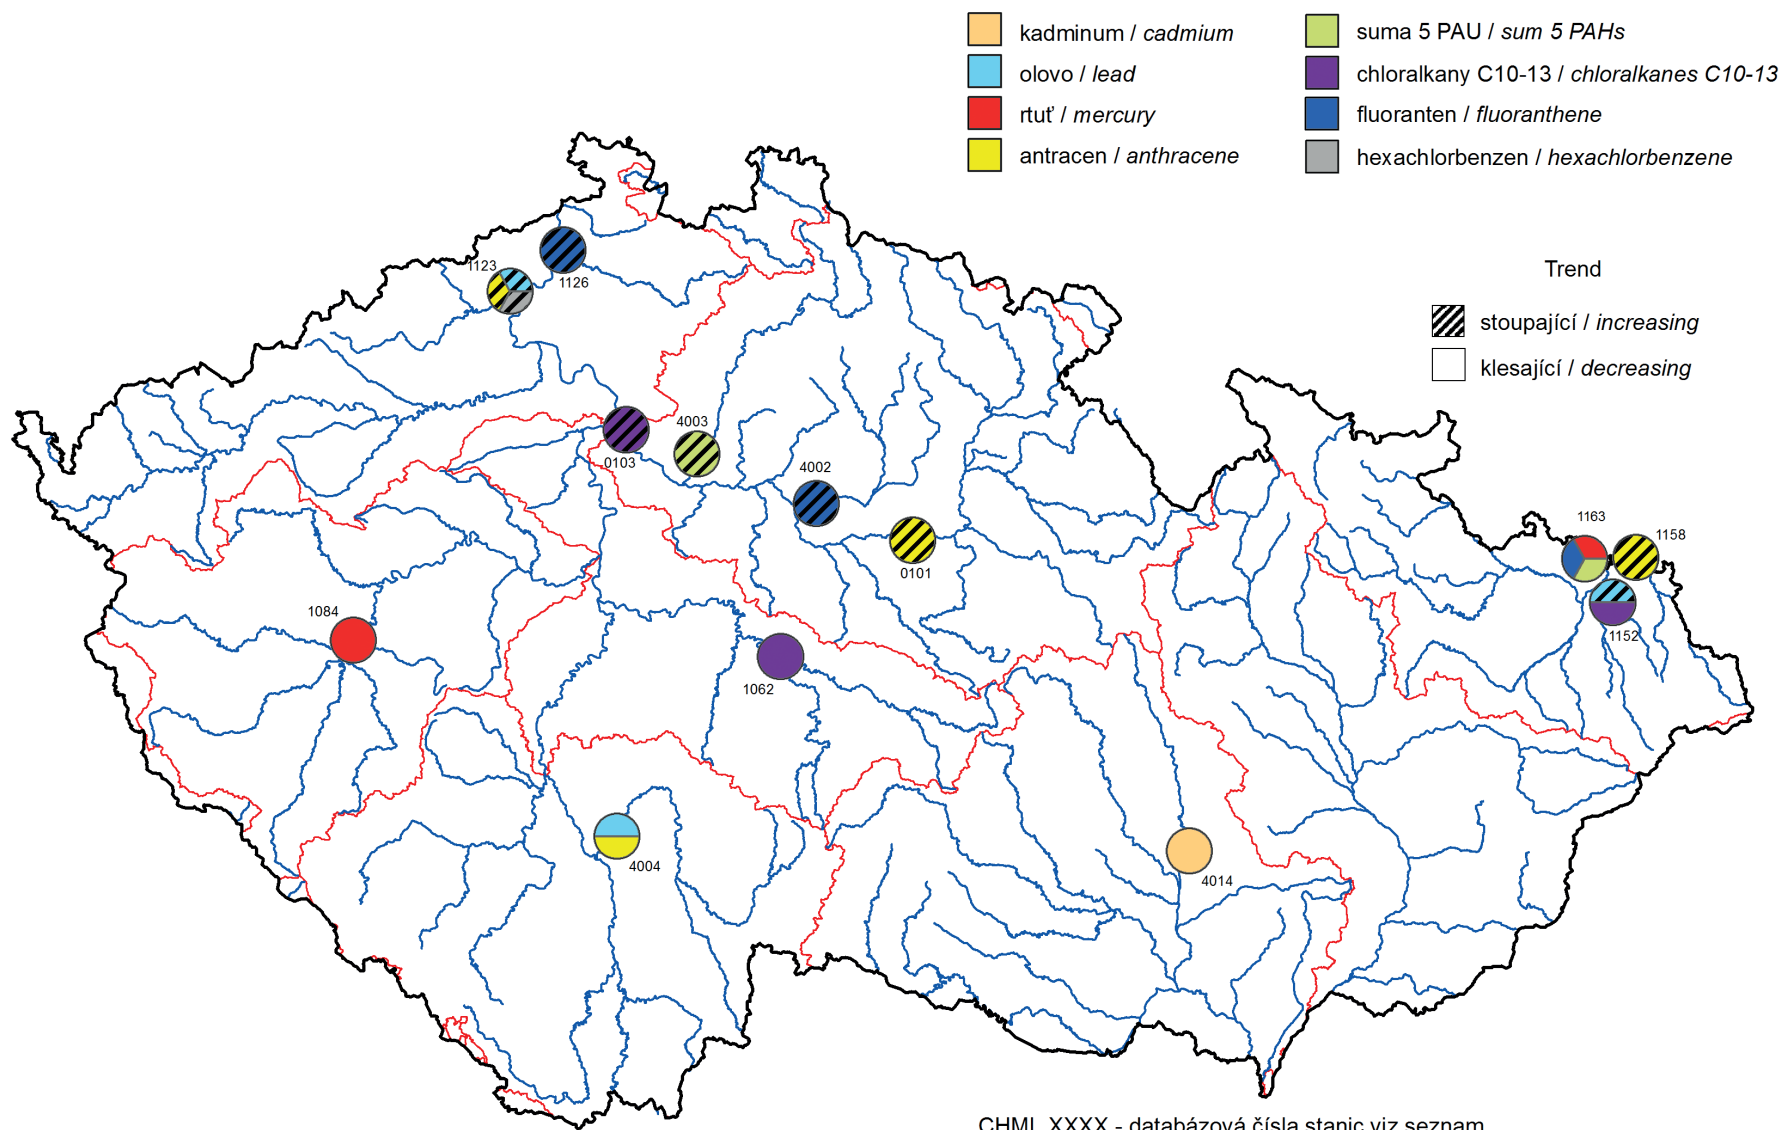 kadminum / cadmium
olovo / lead
rtuť / mercury
antracen / anthracene
suma 5 PAU / sum 5 PAHs
chloralkany C10-13 / chloralkanes C10-13
fluoranten / fluoranthene
hexachlorbenzen / hexachlorbenzene
Trend
stoupající / increasing
klesající / decreasing
1123
1126
4003
0103
4002
0101
1163
1158
1152
1084
1062
4004
4014
CHMI_XXXX - databázová čísla stanic viz seznam